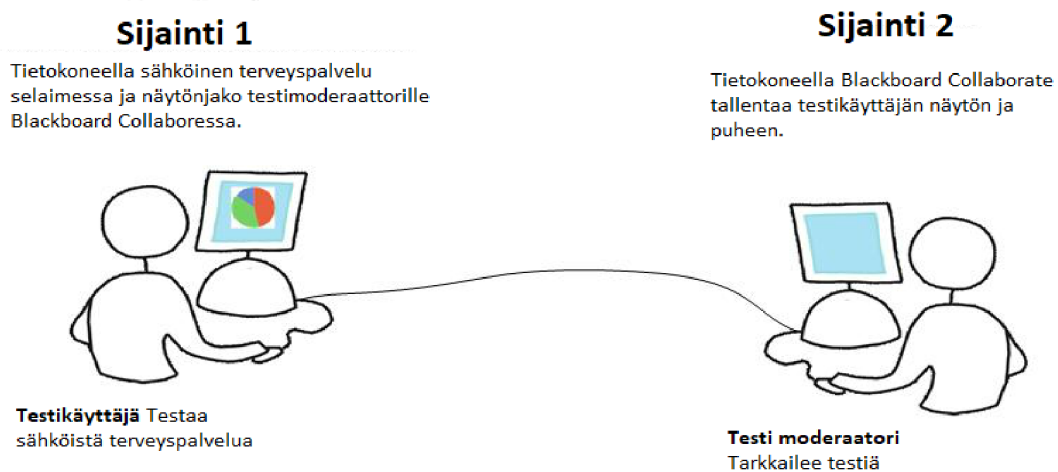 Sijainti 1
Tietokoneella sähköinen terveyspalvelu
selaimessa ja näytönjako testimoderaattorille
Blackboard Collaboressa.
Sijainti 2
Tietokoneella Blackboard Collaborate
tallentaa testikäyttäjän näytön ja
puheen.
Testikäyttäjä Testaa
sähköistä terveyspalvelua
Testi moderaatori
Tarkkailee testiä